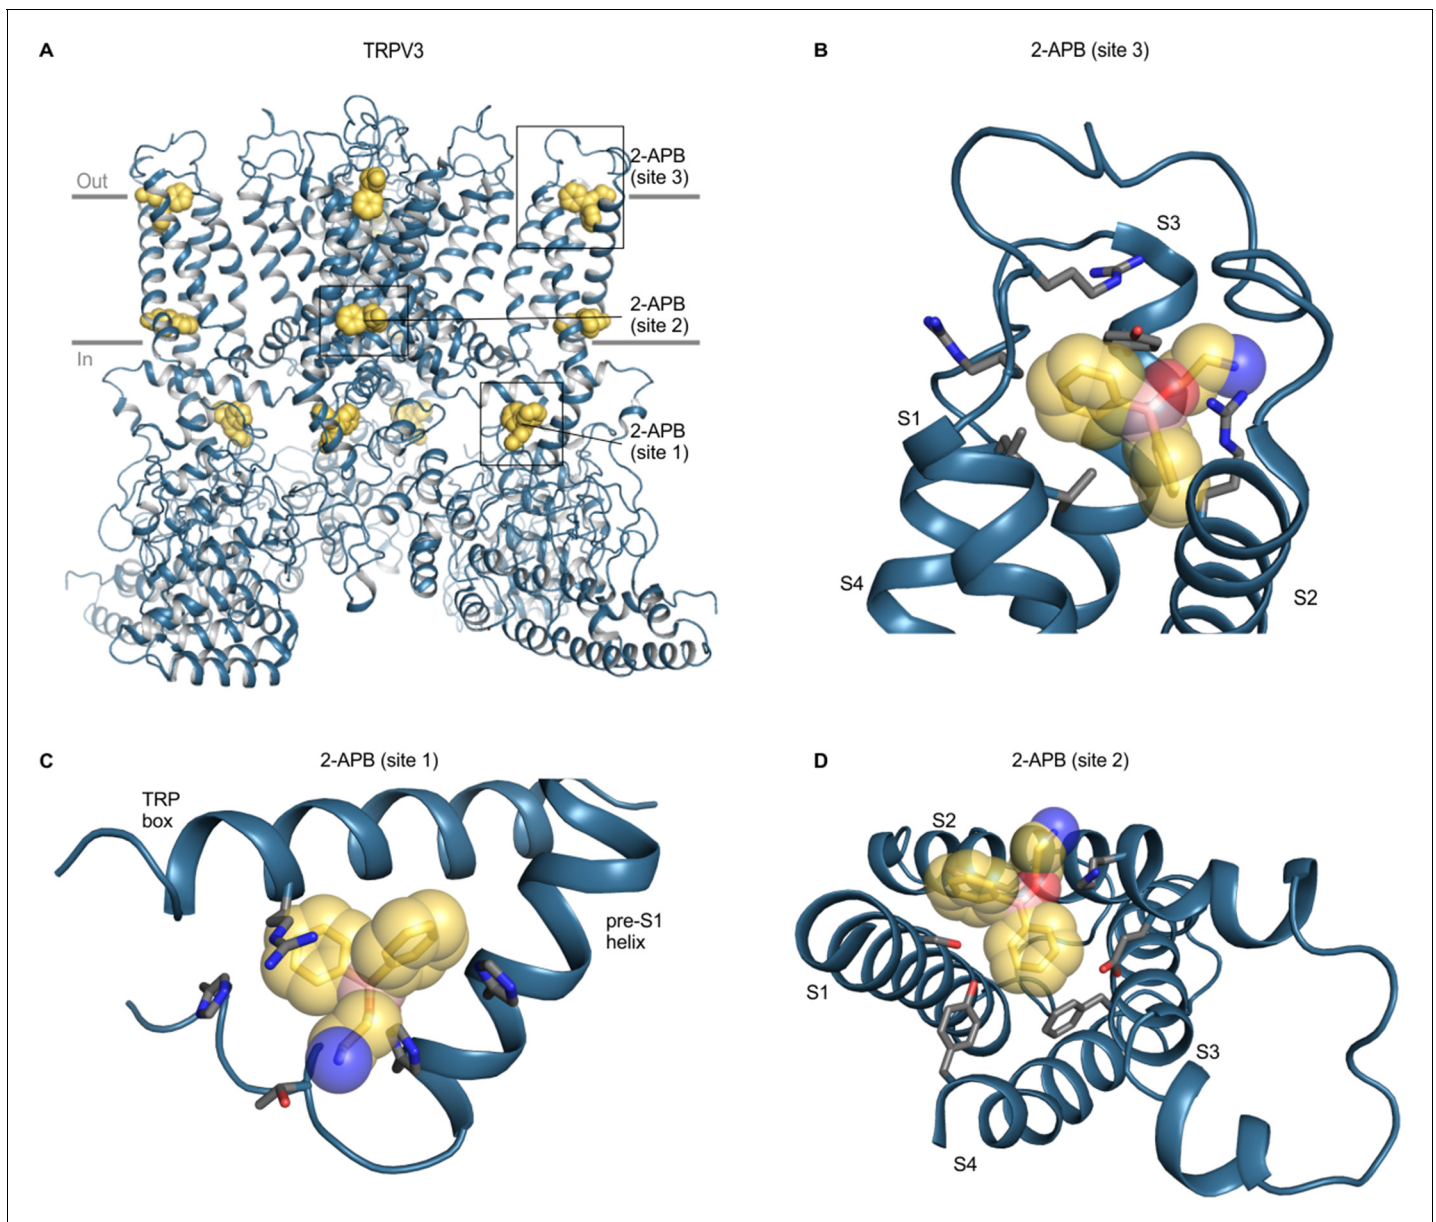 A
TRPV3
Out
In
2-APB
(site 3)
2-APB
(site 2)
2-APB
(site 1)
B
2-APB (site 3)
S3
S1
S4
S2
C
2-APB (site 1)
TRP
box
pre-S1
helix
D
2-APB (site 2)
S2
S1
S3
S4